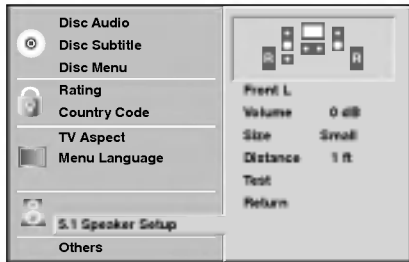 Disc Audio
Disc Subtitle
Disc Menu
Rating
Country Code
TV Aspect
Menu Language
5.1 Speaker Setup
Others
R R
Front L
Volume 0 dB
Size Small
Distance 1 ft
Test
Return